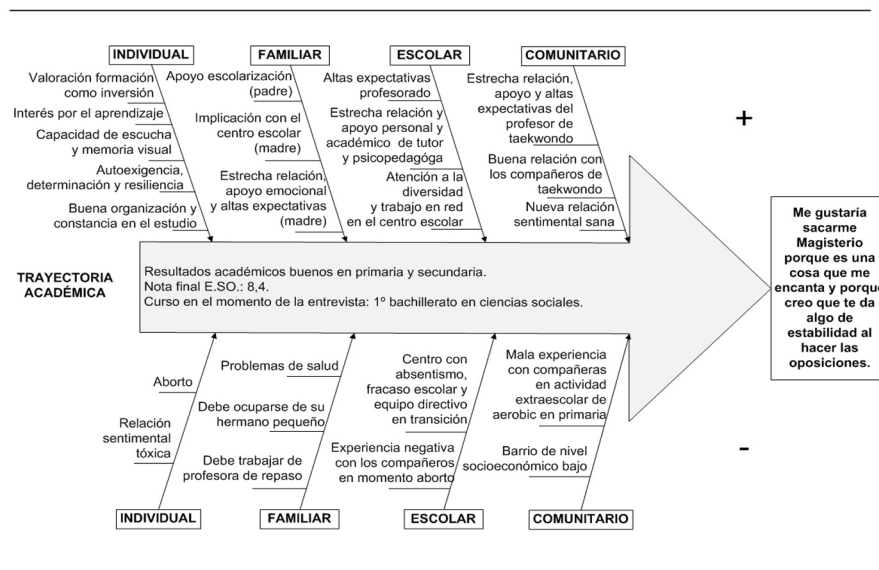 INDIVIDUAL
Valoración formación
como inversión
Interés por el aprendizaje
Capacidad de escucha
y memoria visual
Autoexigencia,
determinación y resiliencia
Buena organización y
constancia en el estudio
FAMILIAR
Apoyo escolarización
(padre)
Implicación con el
centro escolar
(madre)
Estrecha relación,
apoyo emocional
y altas expectativas
(madre)
ESCOLAR
Altas expectativas
profesorado
Estrecha relación y
apoyo personal y
académico de tutor
y psicopedagóga
Atención a la
diversidad
y trabajo en red
en el centro escolar
COMUNITARIO
Estrecha relación,
apoyo y altas
expectativas del
profesor de
taekwondo
Buena relación con
los compañeros de
taekwondo
Nueva relación
sentimental sana
+
TRAYECTORIA
ACADÉMICA
Resultados académicos buenos en primaria y secundaria.
Nota final E.SO.: 8,4.
Curso en el momento de la entrevista: 1º bachillerato en ciencias sociales.
Me gustaría
sacarme
Magisterio
porque es una
cosa que me
encanta y porque
creo que te da
algo de
estabilidad al
hacer las
oposiciones.
Aborto
Relación
sentimental
tóxica
INDIVIDUAL
Problemas de salud
Debe ocuparse de su
hermano pequeño
Debe trabajar de
profesora de repaso
FAMILIAR
Centro con
absentismo,
fracaso escolar y
equipo directivo
en transición
Experiencia negativa
con los compañeros
en momento aborto
ESCOLAR
Mala experiencia
con compañeras
en actividad
extraescolar de
aerobic en primaria
Barrio de nivel
socioeconómico bajo
COMUNITARIO
-